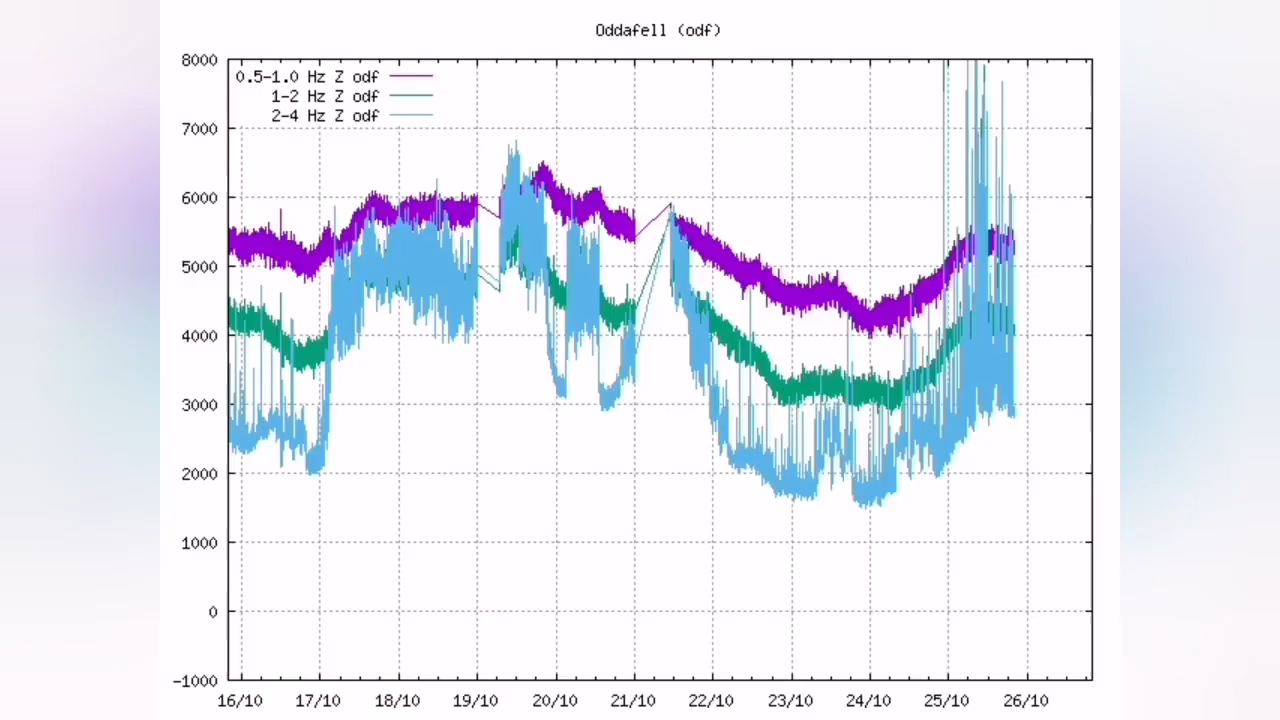 Oddafell (odf)
8000
0.5-1.0 Hz Z odf
1-2 Hz Z odf
2-4 Hz Z odf
7000
6000
5000
4000
3000
2000
1000
0
-1000
16/10 17/10 18/10 19/10 20/10 21/10 22/10 23/10 24/10 25/10 26/10